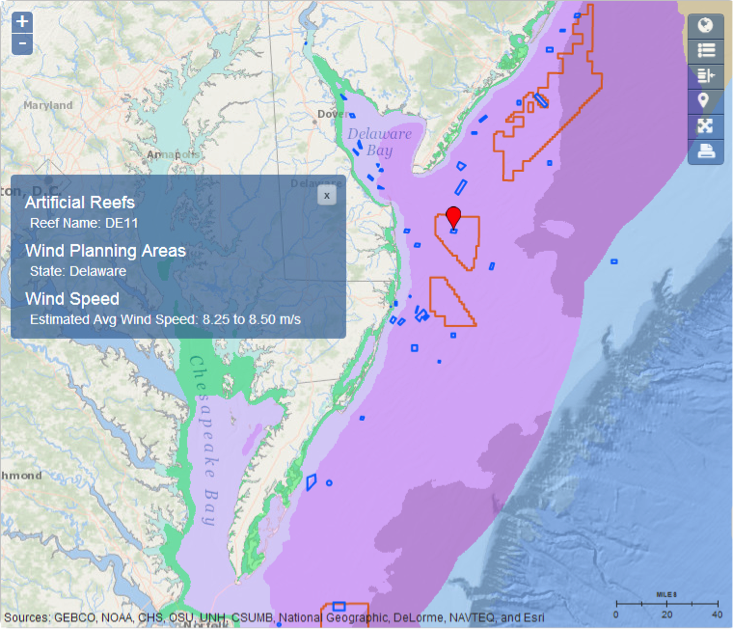 +
-
Maryland
Dover
Delaware
Bay
Annapolis
Delaware
x
Artificial Reefs
Reef Name: DE11
Wind Planning Areas
State: Delaware
Wind Speed
Estimated Avg Wind Speed: 8.25 to 8.50 m/s
ton, D.C.
Chesapeake Bay
hmond
MILES
0 20 40
Sources: GEBCO, NOAA, CHS, OSU, UNH, CSUMB, National Geographic, DeLorme, NAVTEQ, and Esri
Norfolk